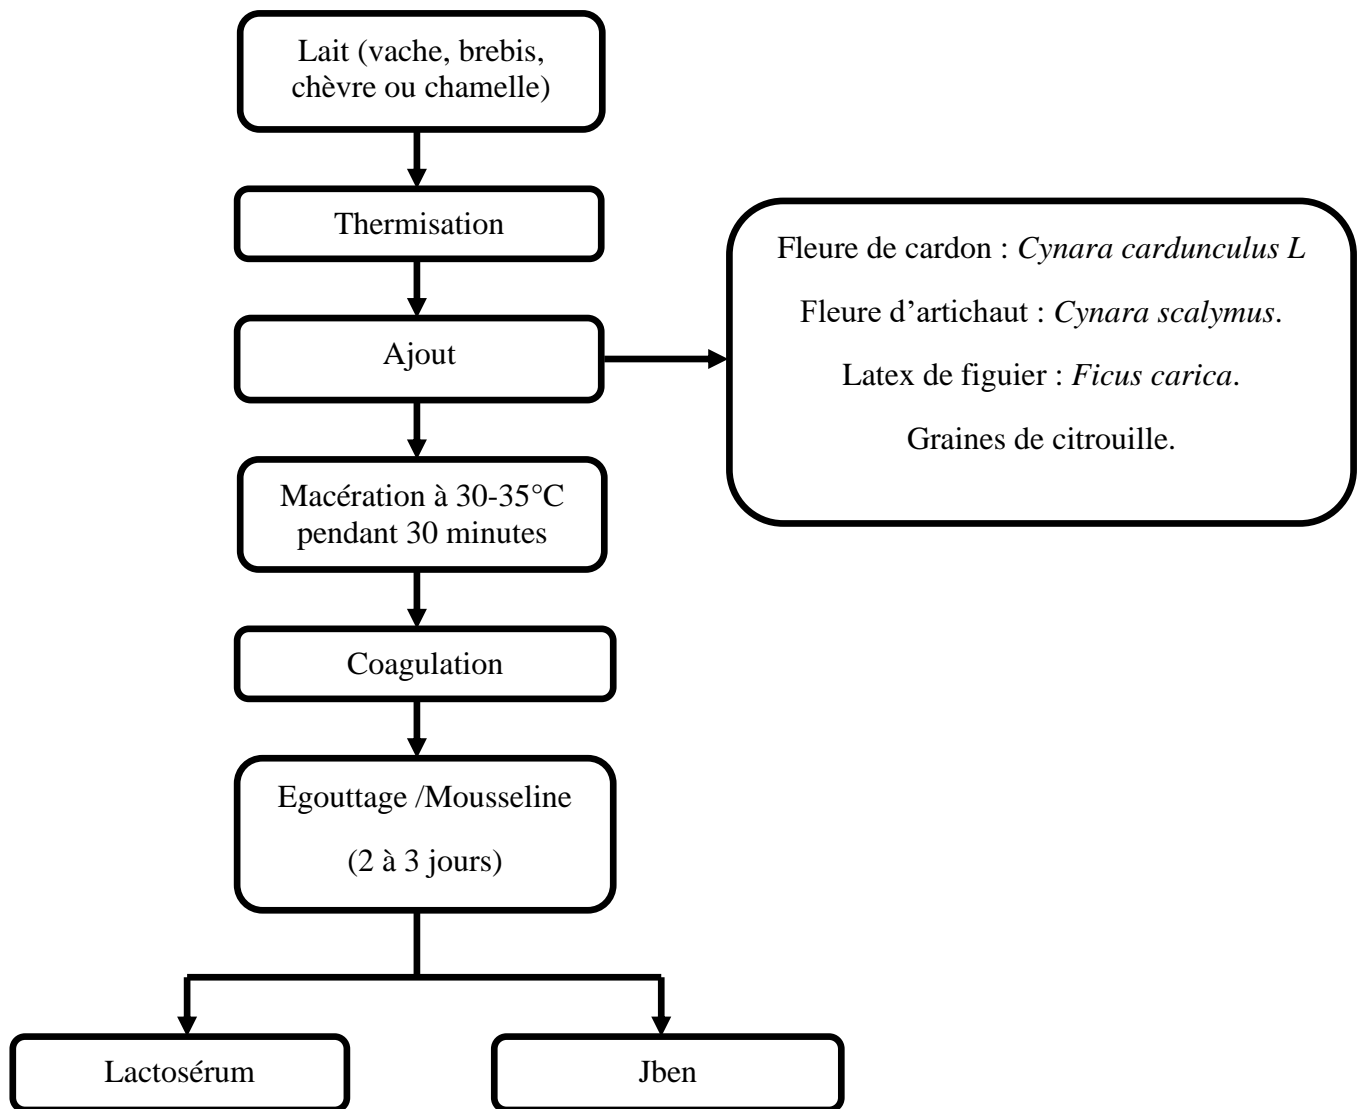 Lait (vache, brebis,
chèvre ou chamelle)
Thermisation
Ajout
Fleure de cardon : Cynara cardunculus L
Fleure d’artichaut : Cynara scalymus.
Latex de figuier : Ficus carica.
Graines de citrouille.
Macération à 30-35°C
pendant 30 minutes
Coagulation
Egouttage /Mousseline
(2 à 3 jours)
Lactosérum
Jben